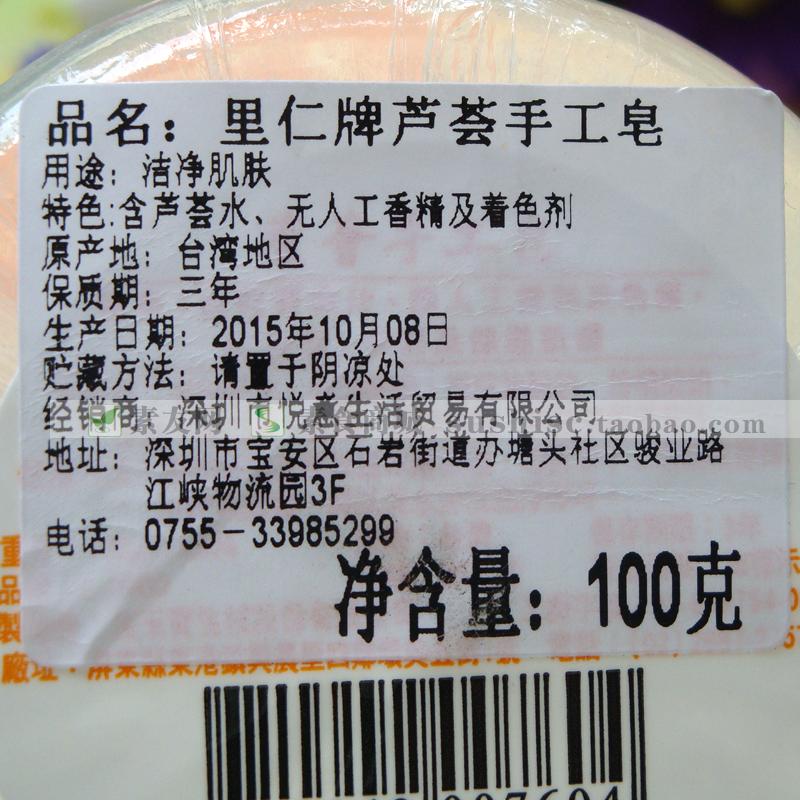 品名：里仁牌芦荟手工皂
用途：洁净肌肤
特色:含芦荟水、无人工香精及着色剂
原产地：台湾地区
保质期：三年
生产日期：2015年10月08日
贮藏方法：请置于阴凉处
经销商：深圳市悦意生活贸易有限公司
地址：深圳市宝安区石岩街道办塘头社区骏业路
江峡物流园3F
电话：0755-33985299
净含量：100克